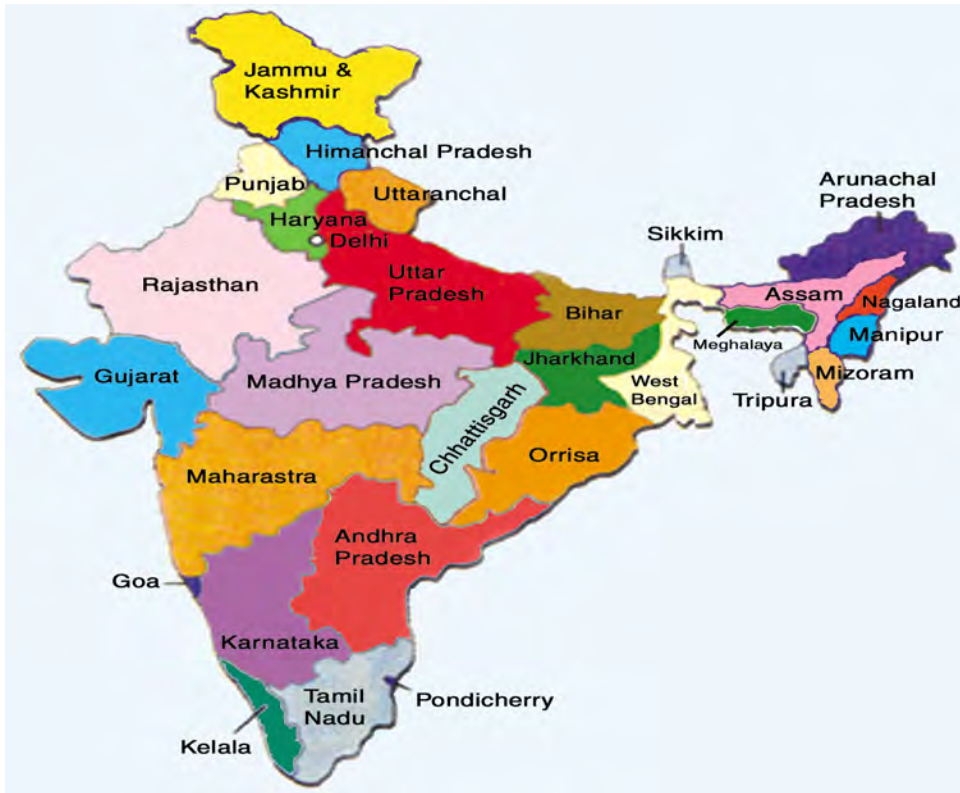 Jammu &
Kashmir
Himanchal Pradesh
Punjab
Uttaranchal
Arunachal
Pradesh
Haryana
Delhi
Sikkim
Rajasthan
Uttar
Pradesh
Assam
Nagaland
Bihar
Manipur
Meghalaya
Jharkhand
Gujarat
Madhya Pradesh
West
Bengal
Mizoram
Tripura
Chhattisgarh
Orrisa
Maharastra
Andhra
Pradesh
Goa
Karnataka
Tamil
Nadu
Pondicherry
Kelala